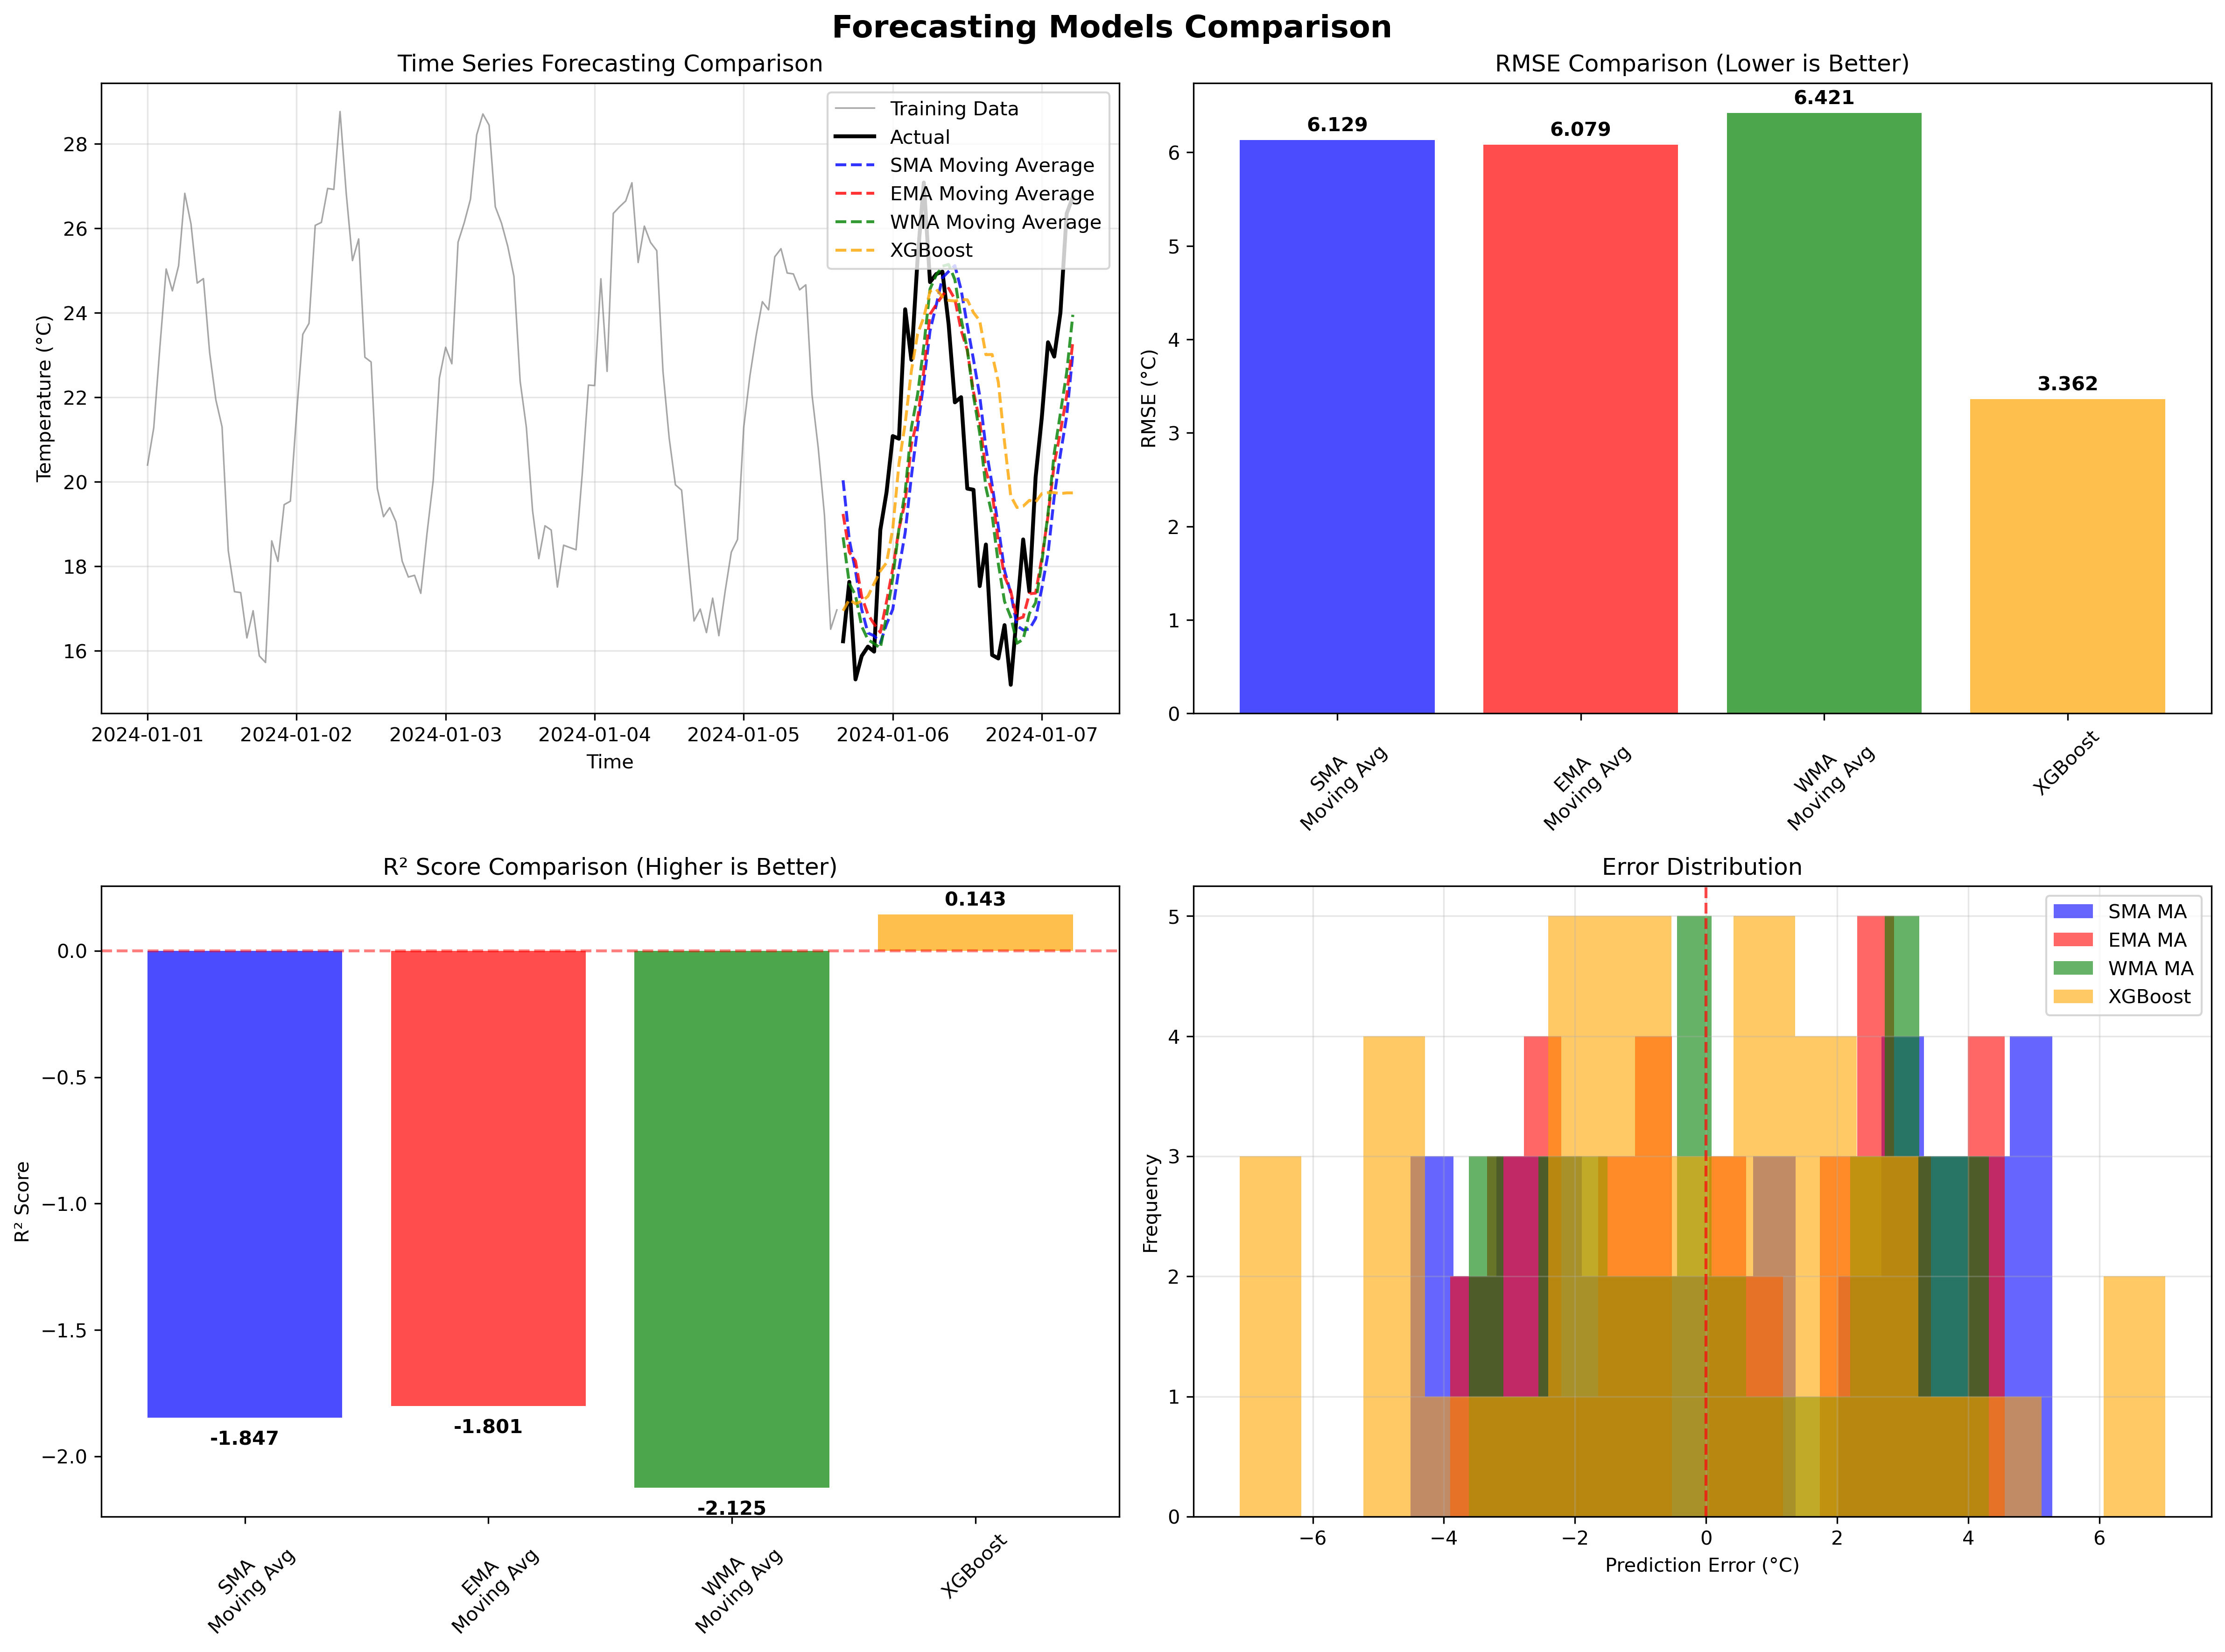 Forecasting Models Comparison
Time Series Forecasting Comparison
Temperature (°C)
28
26
24
22
20
18
16
Training Data
Actual
SMA Moving Average
EMA Moving Average
WMA Moving Average
XGBoost
2024-01-01 2024-01-02 2024-01-03 2024-01-04 2024-01-05 2024-01-06 2024-01-07
Time
RMSE Comparison (Lower is Better)
RMSE (°C)
6
5
4
3
2
1
0
6.129
6.079
6.421
3.362
SMA
Moving Avg
EMA
Moving Avg
WMA
Moving Avg
XGBoost
R² Score Comparison (Higher is Better)
R² Score
0.0
−0.5
−1.0
−1.5
−2.0
-1.847
-1.801
-2.125
0.143
SMA
Moving Avg
EMA
Moving Avg
WMA
Moving Avg
XGBoost
Error Distribution
Frequency
5
4
3
2
1
0
SMA MA
EMA MA
WMA MA
XGBoost
−6 −4 −2 0 2 4 6
Prediction Error (°C)